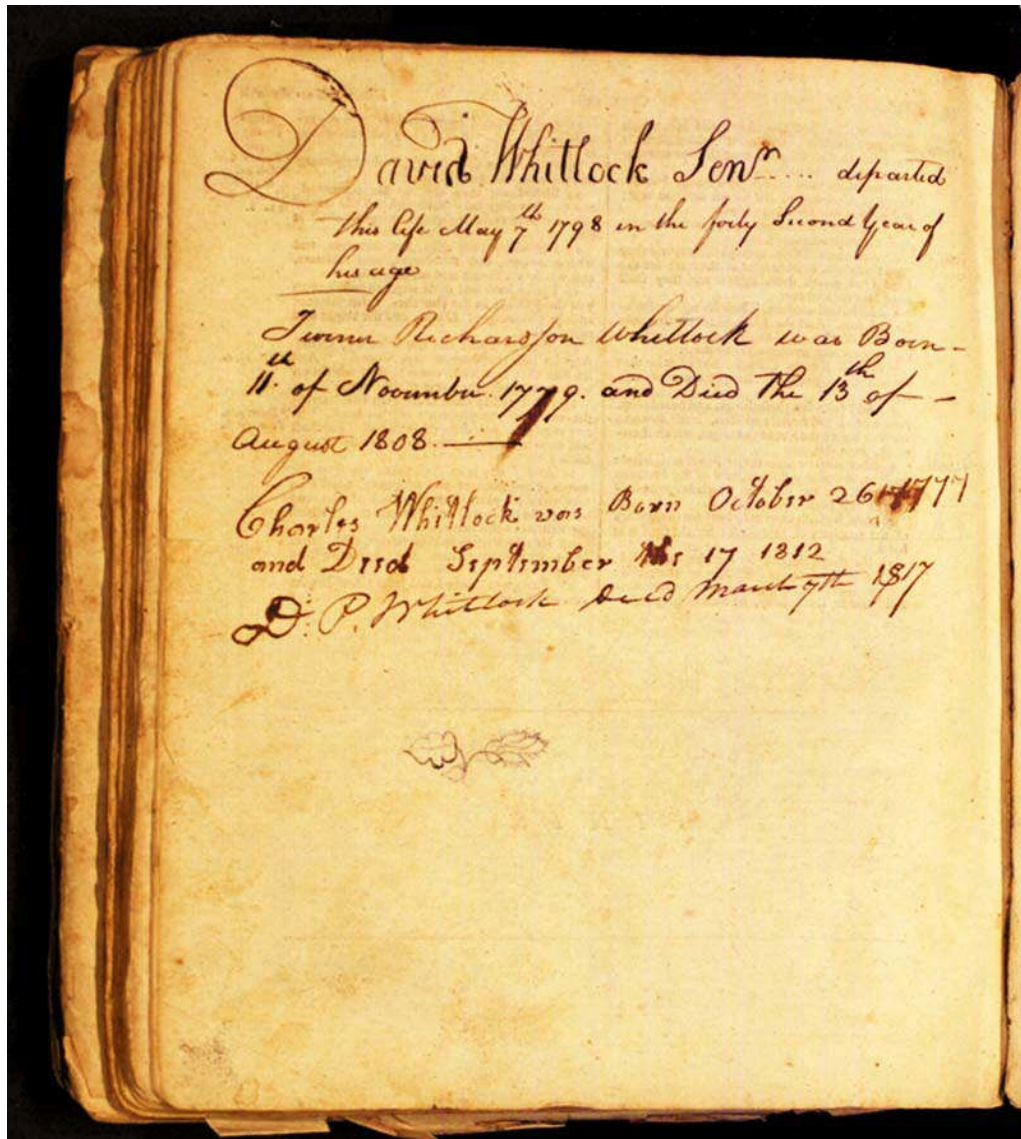 David Whitlock Senr..... departed
this life May 7th 1798 in the forty Second Year of
his age
Richardson Whitlock was Born -
11th of November. 1779. and Died The 13th of -
August 1808.
Charles Whitlock was Born October 26 1777
and Died September the 17 1812
D. P. Whitlock died March 7th 1817